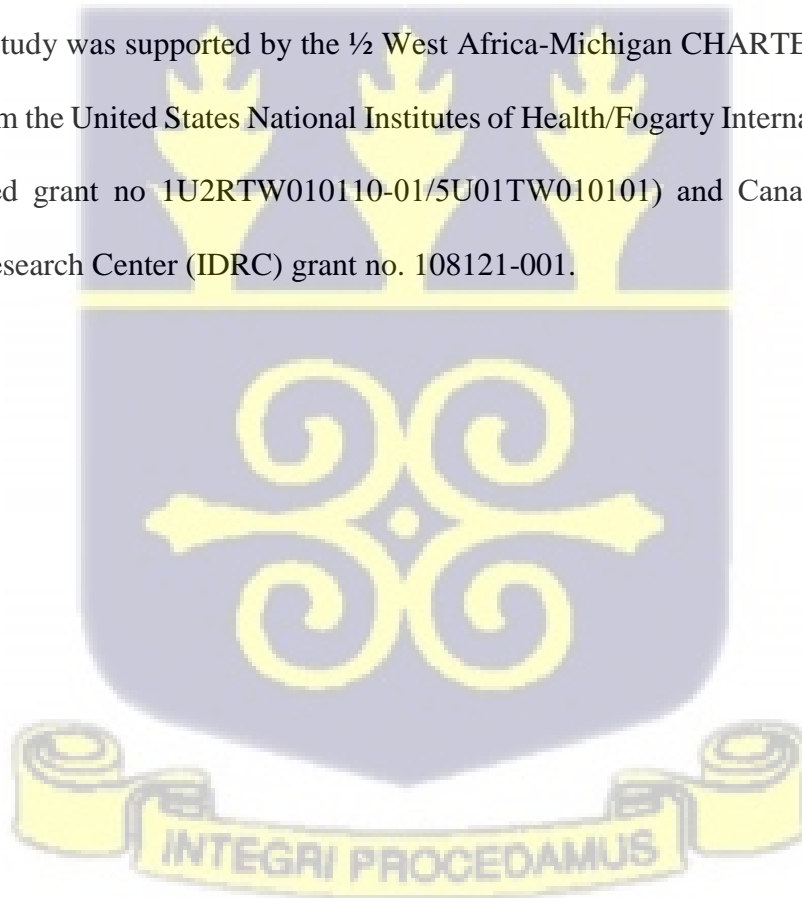 tudy was supported by the ½ West Africa-Michigan CHARTE
m the United States National Institutes of Health/Fogarty Interna
ed grant no 1U2RTW010110-01/5U01TW010101) and Cana
esearch Center (IDRC) grant no. 108121-001.
INTEGRI PROCEDAMUS